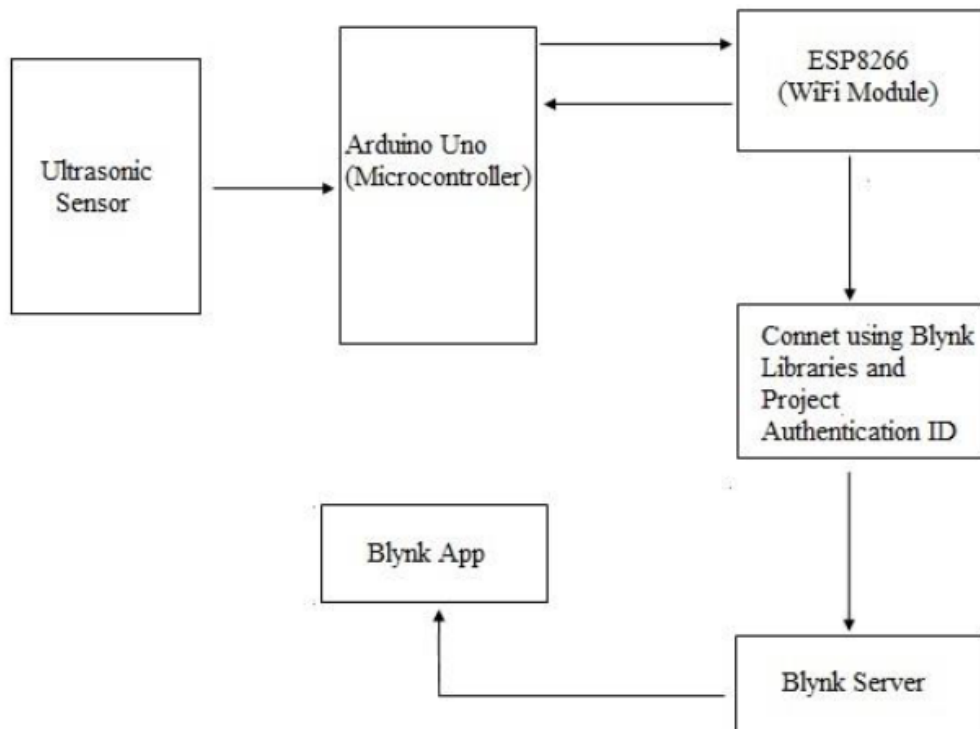 Ultrasonic
Sensor
Arduino Uno
(Microcontroller)
ESP8266
(WiFi Module)
Connet using Blynk
Libraries and
Project
Authentication ID
Blynk Server
Blynk App